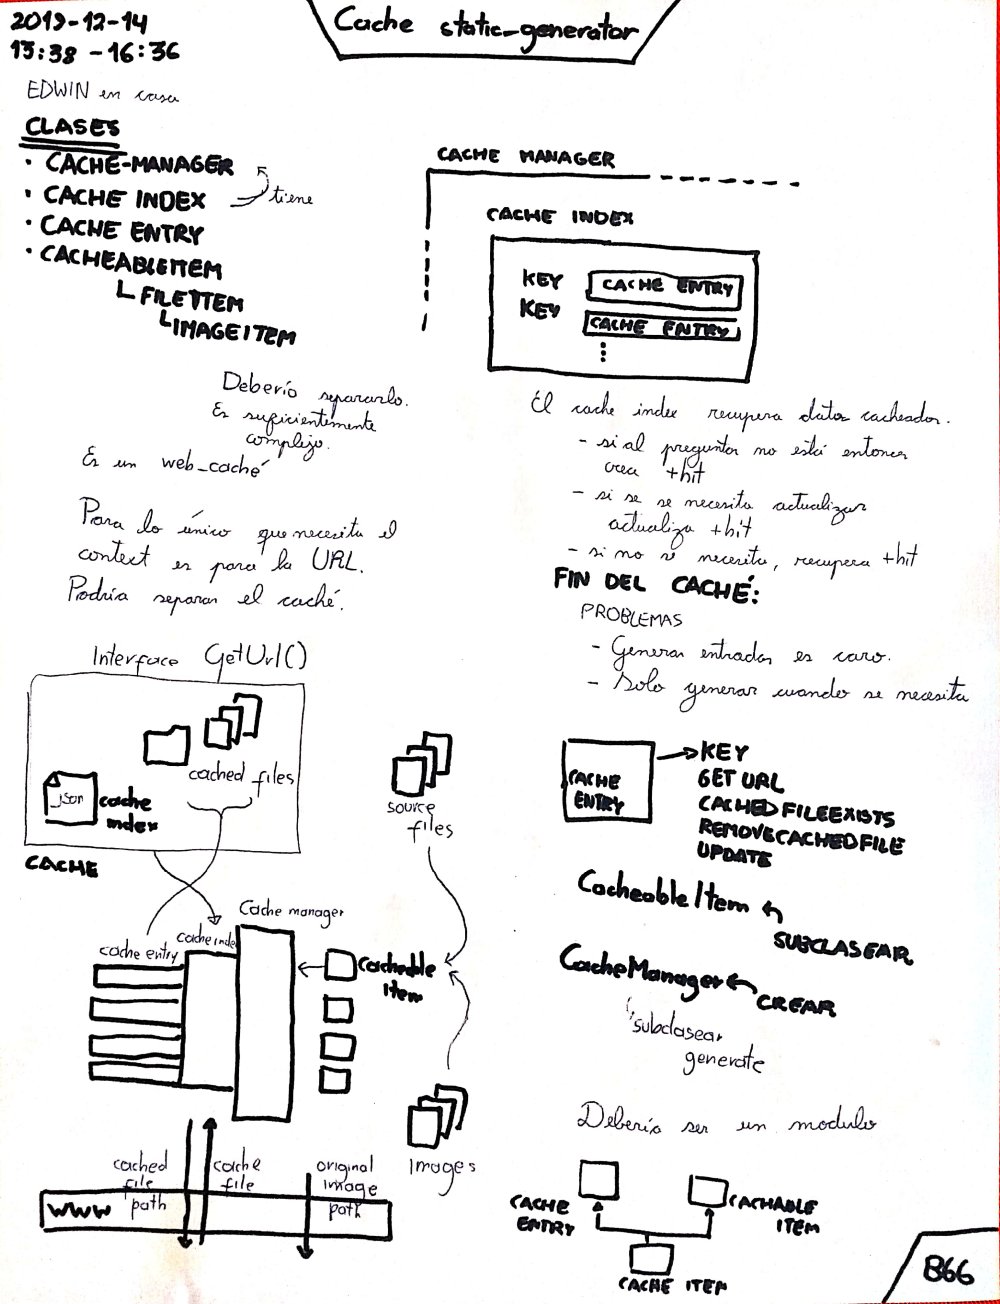 2019-12-14
15:38 - 16:36
Cache static-generator
EDWIN en casa
CLASES
· CACHE-MANAGER
· CACHE INDEX
tiene
· CACHE ENTRY
· CACHEABLEITEM
└ FILEITEM
└ IMAGEITEM
CACHE MANAGER
CACHE INDEX
KEY CACHE ENTRY
KEY CACHE ENTRY
⋮
Debería separarlo.
Es suficientemente
complejo.
Es un web_caché
Para lo único que necesita el
context es para la URL.
Podría separar el caché.
El cache index recupera datos cacheados.
- si al preguntar no está entonces
crea +hit
- si se se necesita actualizar
actualiza +hit
- si no se necesita, recupera +hit
FIN DEL CACHÉ:
PROBLEMAS
- Generar entradas es caro.
- Solo generar cuando se necesita
Interface GetUrl()
cached files
.json
cache
index
CACHE
source
files
cache entry
cache index
Cache manager
Cacheable
Item
images
cached
file
path
cache
file
original
image
path
WWW
CACHE
ENTRY
KEY
GET URL
CACHEDFILEEXISTS
REMOVECACHEDFILE
UPDATE
CacheableItem
SUBCLASEAR
CacheManager
CREAR
subclasear
generate
Debería ser un modulo
CACHE
ENTRY
CACHABLE
ITEM
CACHE ITEM
866